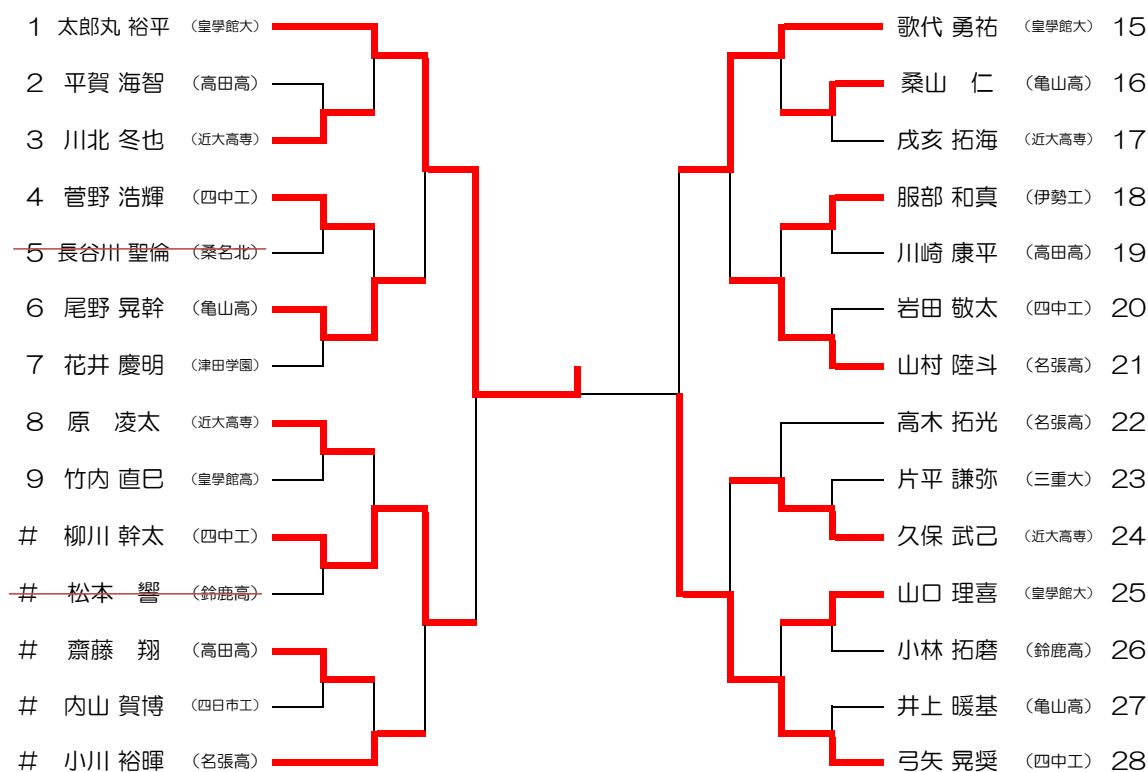 1 太郎丸 裕平 (皇學館大)
2 平賀 海智 (高田高)
3 川北 冬也 (近大高専)
4 菅野 浩輝 (四中工)
5 長谷川 聖倫 (桑名北)
6 尾野 晃幹 (亀山高)
7 花井 慶明 (津田学園)
8 原 凌太 (近大高専)
9 竹内 直巳 (皇學館高)
# 柳川 幹太 (四中工)
# 松本 響 (鈴鹿高)
# 齋藤 翔 (高田高)
# 内山 賀博 (四日市工)
# 小川 裕暉 (名張高)
歌代 勇祐 (皇學館大) 15
桑山 仁 (亀山高) 16
戌亥 拓海 (近大高専) 17
服部 和真 (伊勢工) 18
川崎 康平 (高田高) 19
岩田 敬太 (四中工) 20
山村 陸斗 (名張高) 21
高木 拓光 (名張高) 22
片平 謙弥 (三重大) 23
久保 武己 (近大高専) 24
山口 理喜 (皇學館大) 25
小林 拓磨 (鈴鹿高) 26
井上 暖基 (亀山高) 27
弓矢 晃奨 (四中工) 28